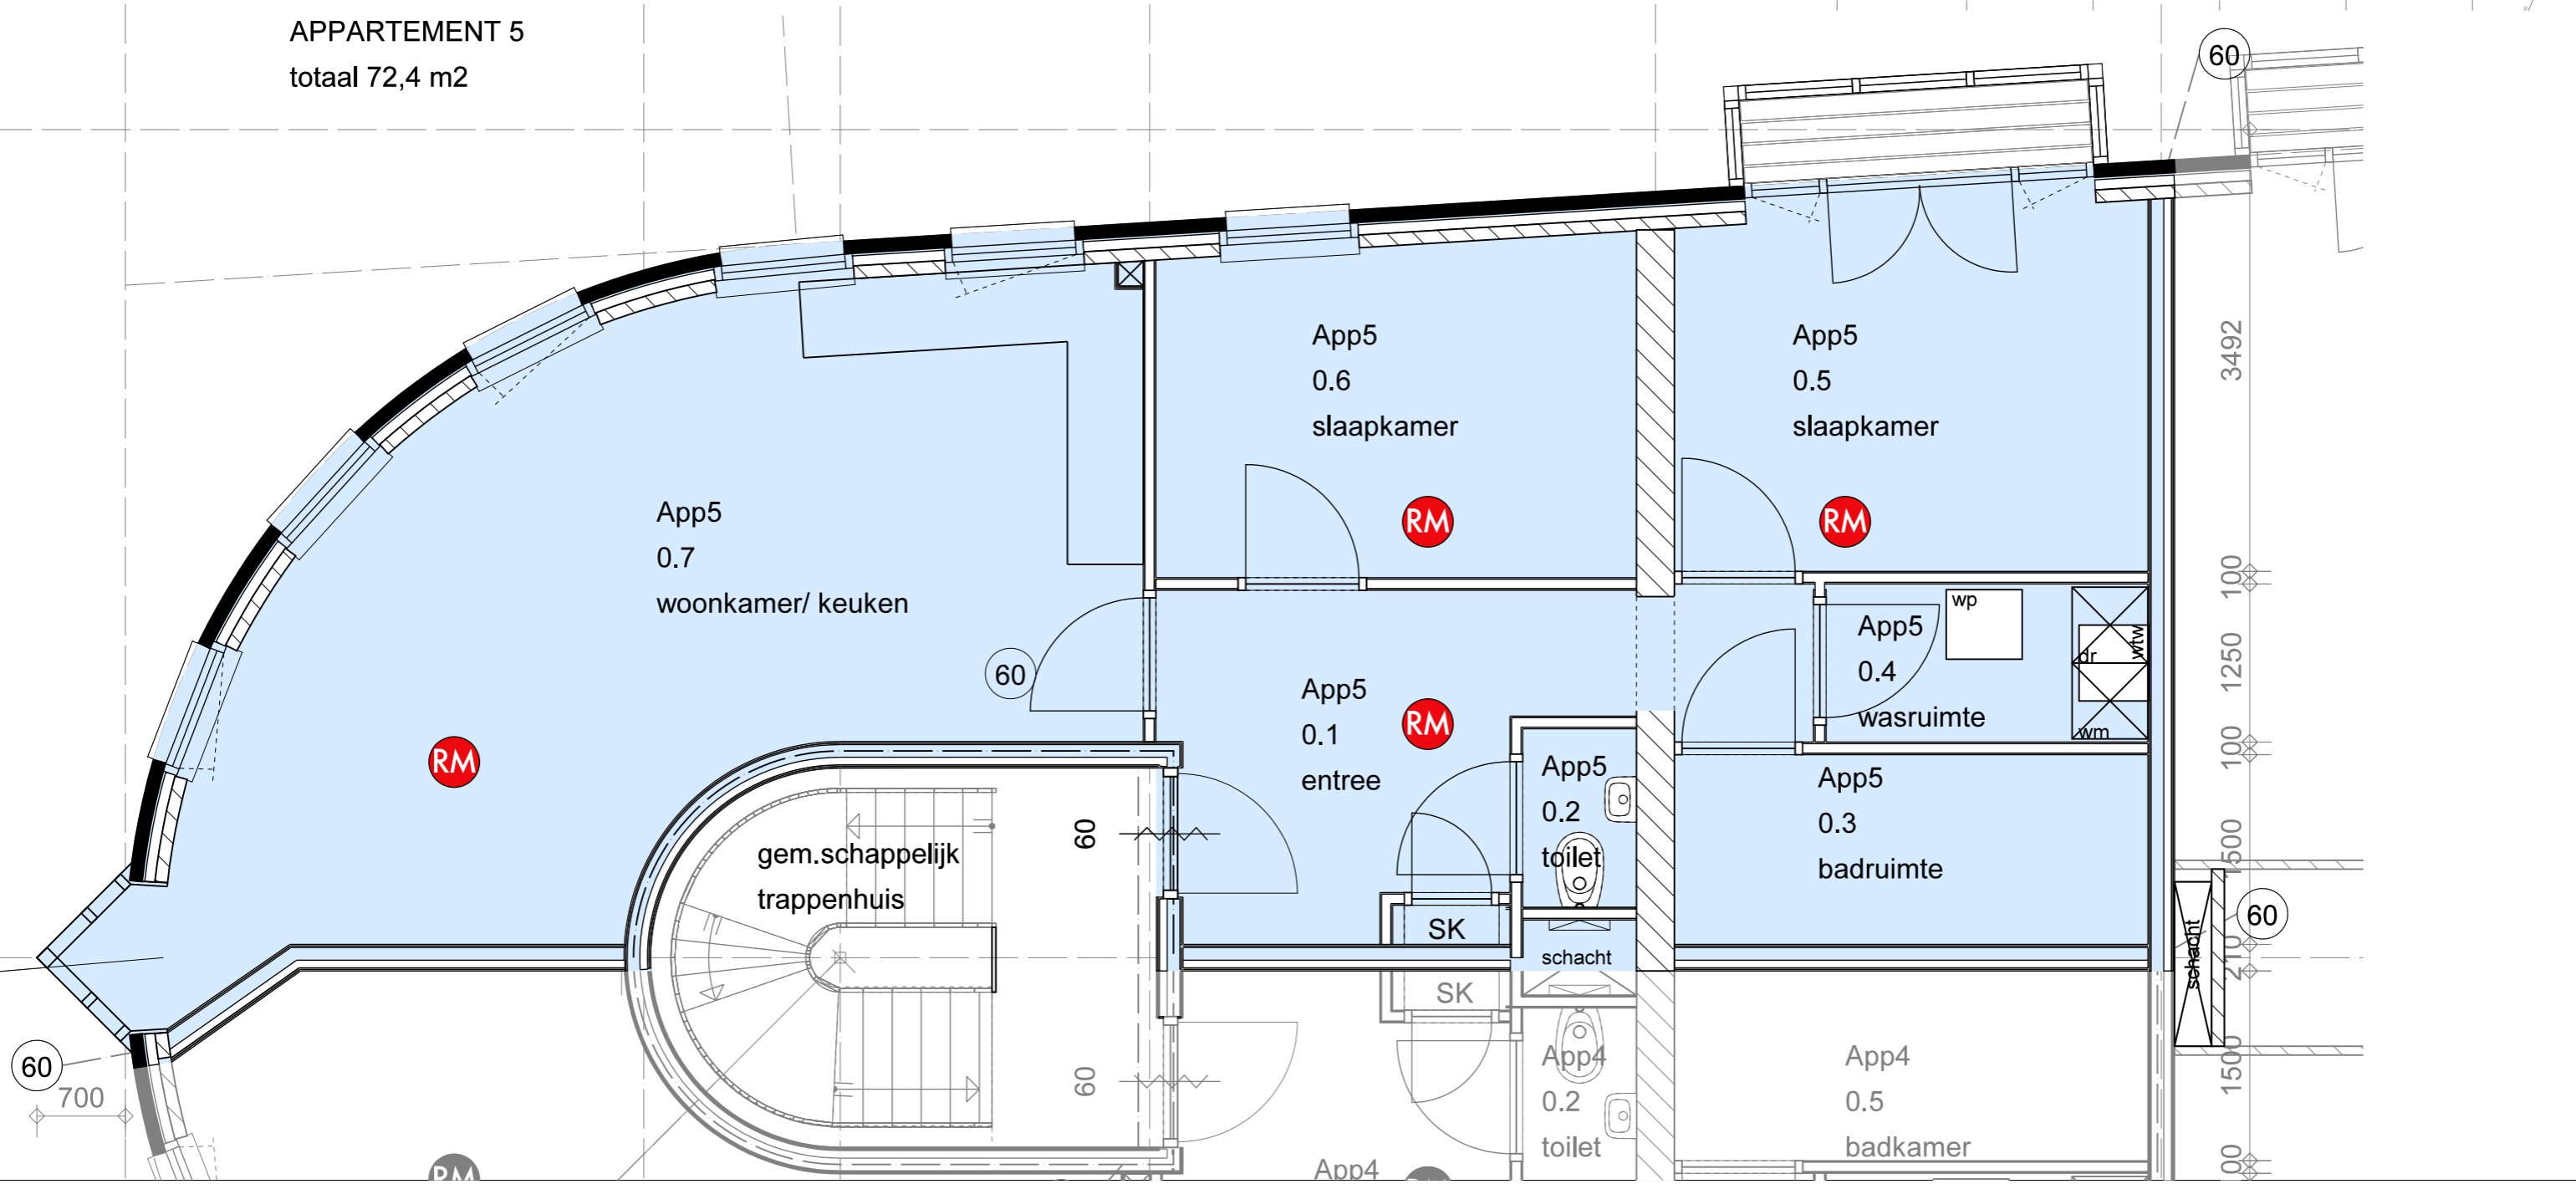 APPARTEMENT 5
totaal 72,4 m2
60
App5
0.6
slaapkamer
App5
0.5
slaapkamer
3492
RM
RM
App5
0.7
woonkamer/ keuken
100
wp
App5
0.4
wasruimte
dr
wtw
wm
1250
60
App5
0.1
entree
RM
RM
100
App5
0.2
toilet
App5
0.3
badruimte
60
gem.schappelijk
trappenhuis
1500
SK
schacht
schacht
60
210
SK
60
700
60
App4
0.2
toilet
App4
0.5
badkamer
1500
RM
App4